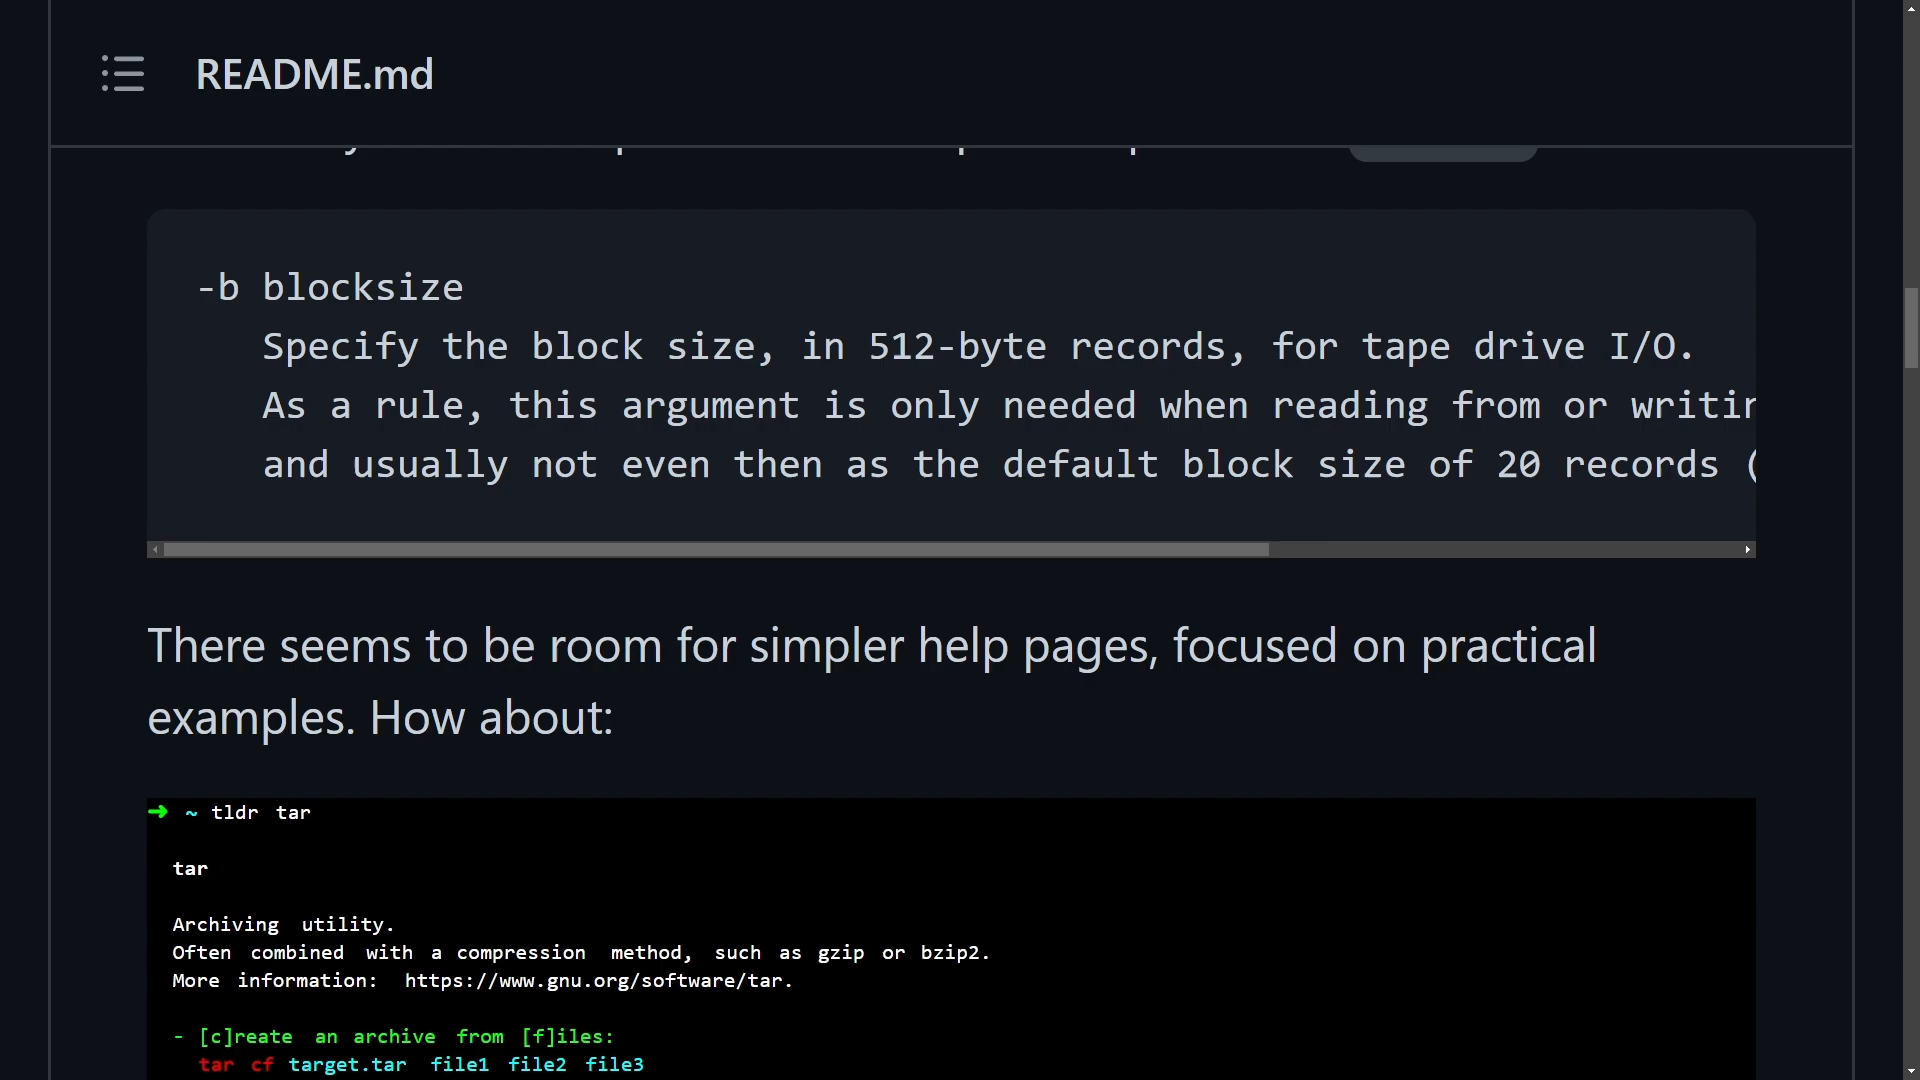 README.md
-b blocksize
Specify the block size, in 512-byte records, for tape drive I/O.
As a rule, this argument is only needed when reading from or
and usually not even then as the default block size of 20 records (
There seems to be room for simpler help pages, focused on practical
examples. How about:
➜ ~ tldr tar
tar
Archiving utility.
Often combined with a compression method, such as gzip or bzip2.
More information: https://www.gnu.org/software/tar.
- [c]reate an archive from [f]iles:
tar cf target.tar file1 file2 file3